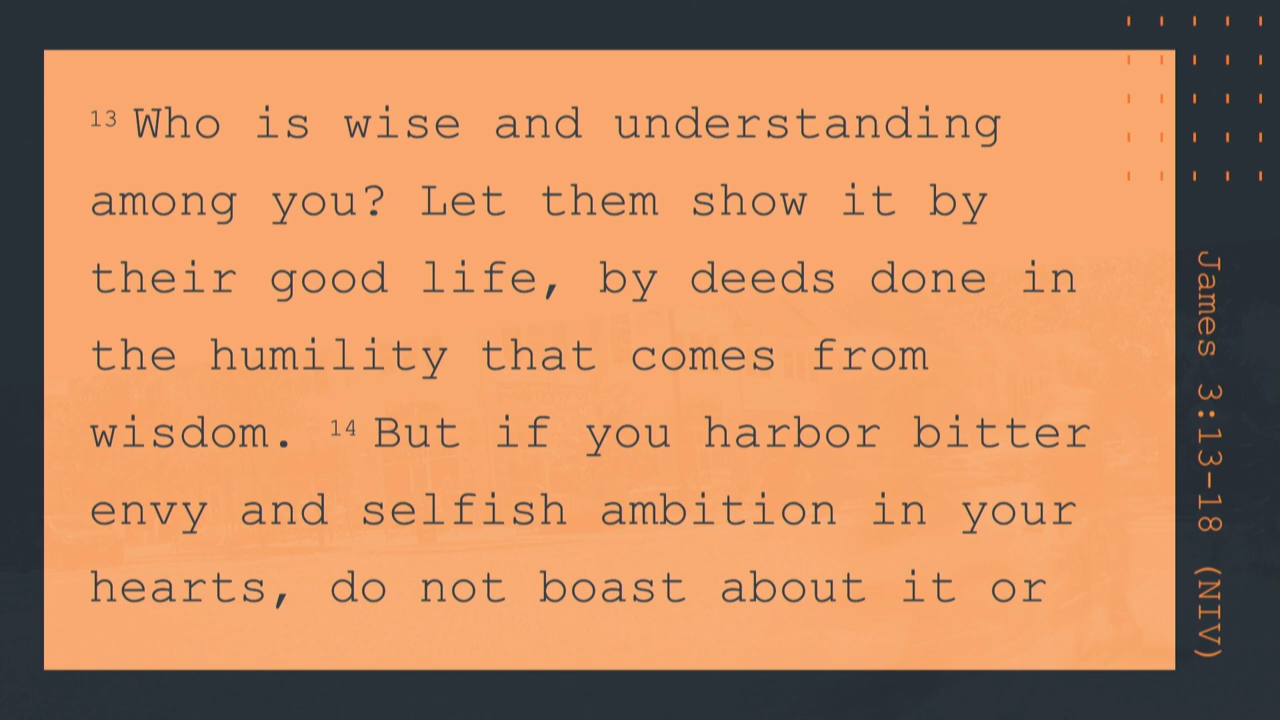 13 Who is wise and understanding
among you? Let them show it by
their good life, by deeds done in
the humility that comes from
wisdom. 14 But if you harbor bitter
envy and selfish ambition in your
hearts, do not boast about it or
James 3:13-18 (NIV)